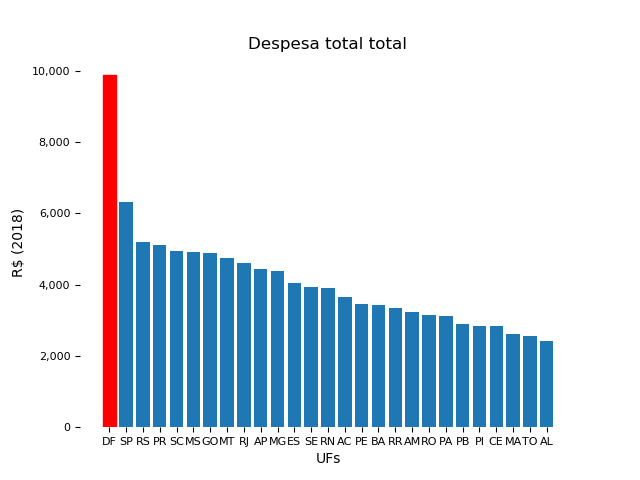 Despesa total total
10,000
8,000
6,000
4,000
2,000
0
R$ (2018)
DF SP RS PR SC MS GO MT RJ AP MG ES SE RN AC PE BA RR AM RO PA PB PI CE MA TO AL
UFs